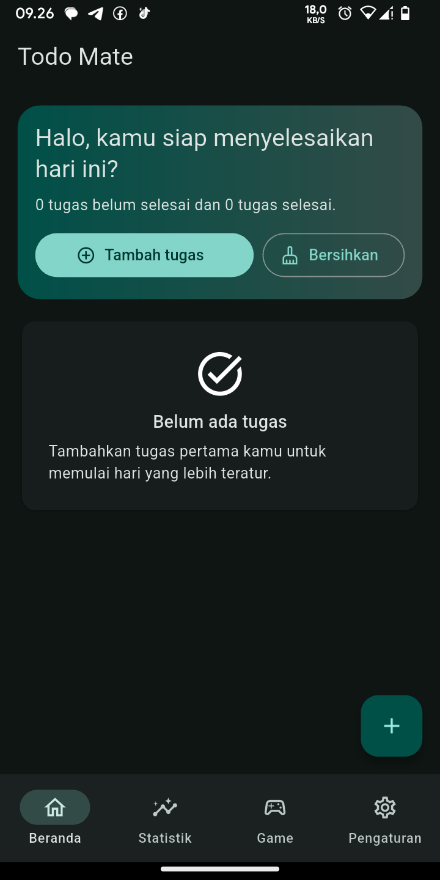 09.26
18,0
KB/S
Todo Mate
Halo, kamu siap menyelesaikan
hari ini?
0 tugas belum selesai dan 0 tugas selesai.
Tambah tugas
Bersihkan
Belum ada tugas
Tambahkan tugas pertama kamu untuk
memulai hari yang lebih teratur.
Beranda
Statistik
Game
Pengaturan